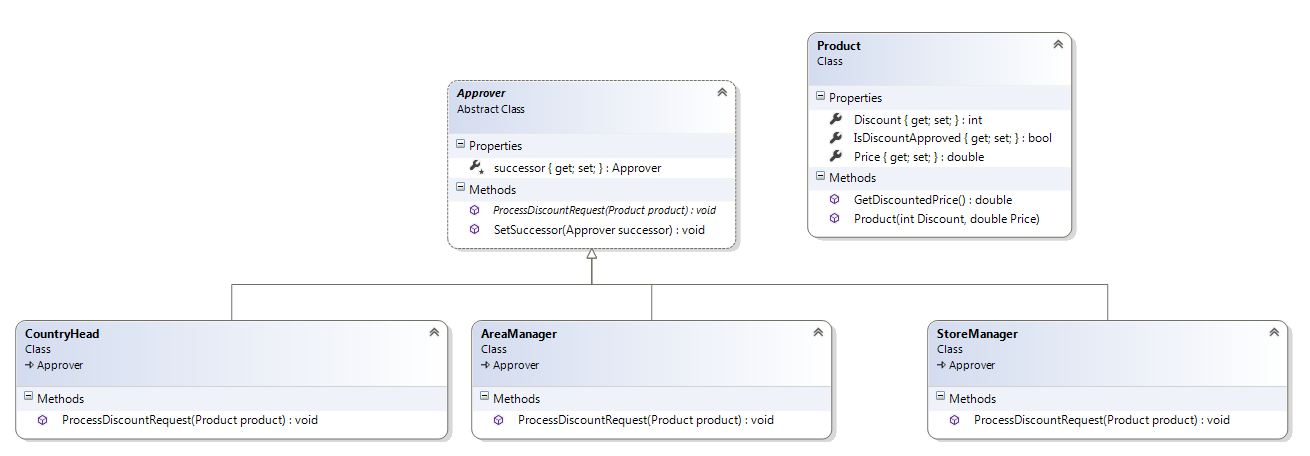 Approver
Abstract Class
Properties
successor { get; set; } : Approver
Methods
ProcessDiscountRequest(Product product) : void
SetSuccessor(Approver successor) : void
Product
Class
Properties
Discount { get; set; } : int
IsDiscountApproved { get; set; } : bool
Price { get; set; } : double
Methods
GetDiscountedPrice() : double
Product(int Discount, double Price)
CountryHead
Class
Approver
Methods
ProcessDiscountRequest(Product product) : void
AreaManager
Class
Approver
Methods
ProcessDiscountRequest(Product product) : void
StoreManager
Class
Approver
Methods
ProcessDiscountRequest(Product product) : void